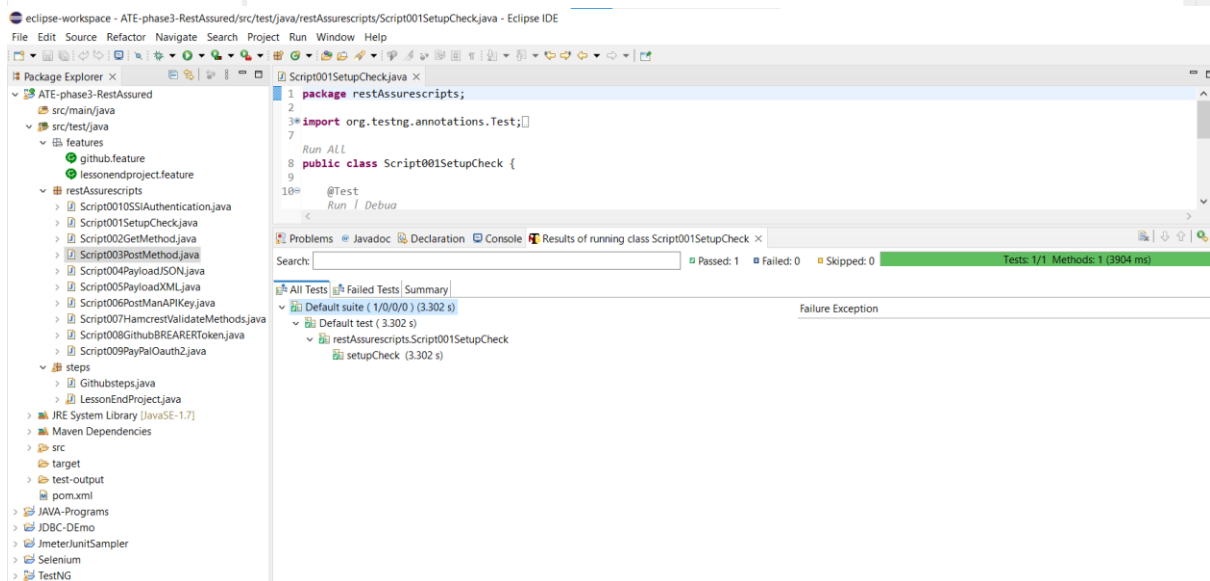 eclipse-workspace - ATE-phase3-RestAssured/src/test/java/restAssurescripts/Script001SetupCheck.java - Eclipse IDE
File Edit Source Refactor Navigate Search Project Run Window Help
Package Explorer
ATE-phase3-RestAssured
src/main/java
src/test/java
features
github.feature
lessonendproject.feature
restAssurescripts
Script0010SSlAuthentication.java
Script001SetupCheck.java
Script002GetMethod.java
Script003PostMethod.java
Script004PayloadJSON.java
Script005PayloadXML.java
Script006PostManAPIKey.java
Script007HamcrestValidateMethods.java
Script008GithubBREARERToken.java
Script009PayPalOauth2.java
steps
Githubsteps.java
LessonEndProject.java
JRE System Library [JavaSE-1.7]
Maven Dependencies
src
target
test-output
pom.xml
JAVA-Programs
JDBC-DEmo
JmeterJunitSampler
Selenium
TestNG
Script001SetupCheck.java
1 package restAssurescripts;
2
3 import org.testng.annotations.Test;
7
Run All
8 public class Script001SetupCheck {
9
10 @Test
Run | Debug
Problems Javadoc Declaration Console Results of running class Script001SetupCheck
Search: Passed: 1 Failed: 0 Skipped: 0 Tests: 1/1 Methods: 1 (3904 ms)
All Tests Failed Tests Summary
Default suite ( 1/0/0/0 ) (3.302 s) Failure Exception
Default test ( 3.302 s)
restAssurescripts.Script001SetupCheck
setupCheck (3.302 s)